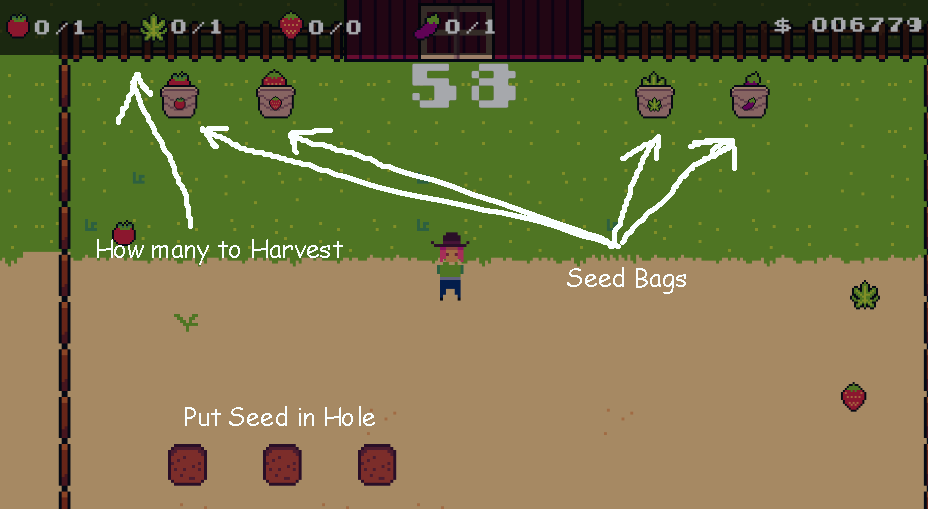 0/1 0/1 0/0 0/1 $ 006779
53
How many to Harvest
Seed Bags
Put Seed in Hole